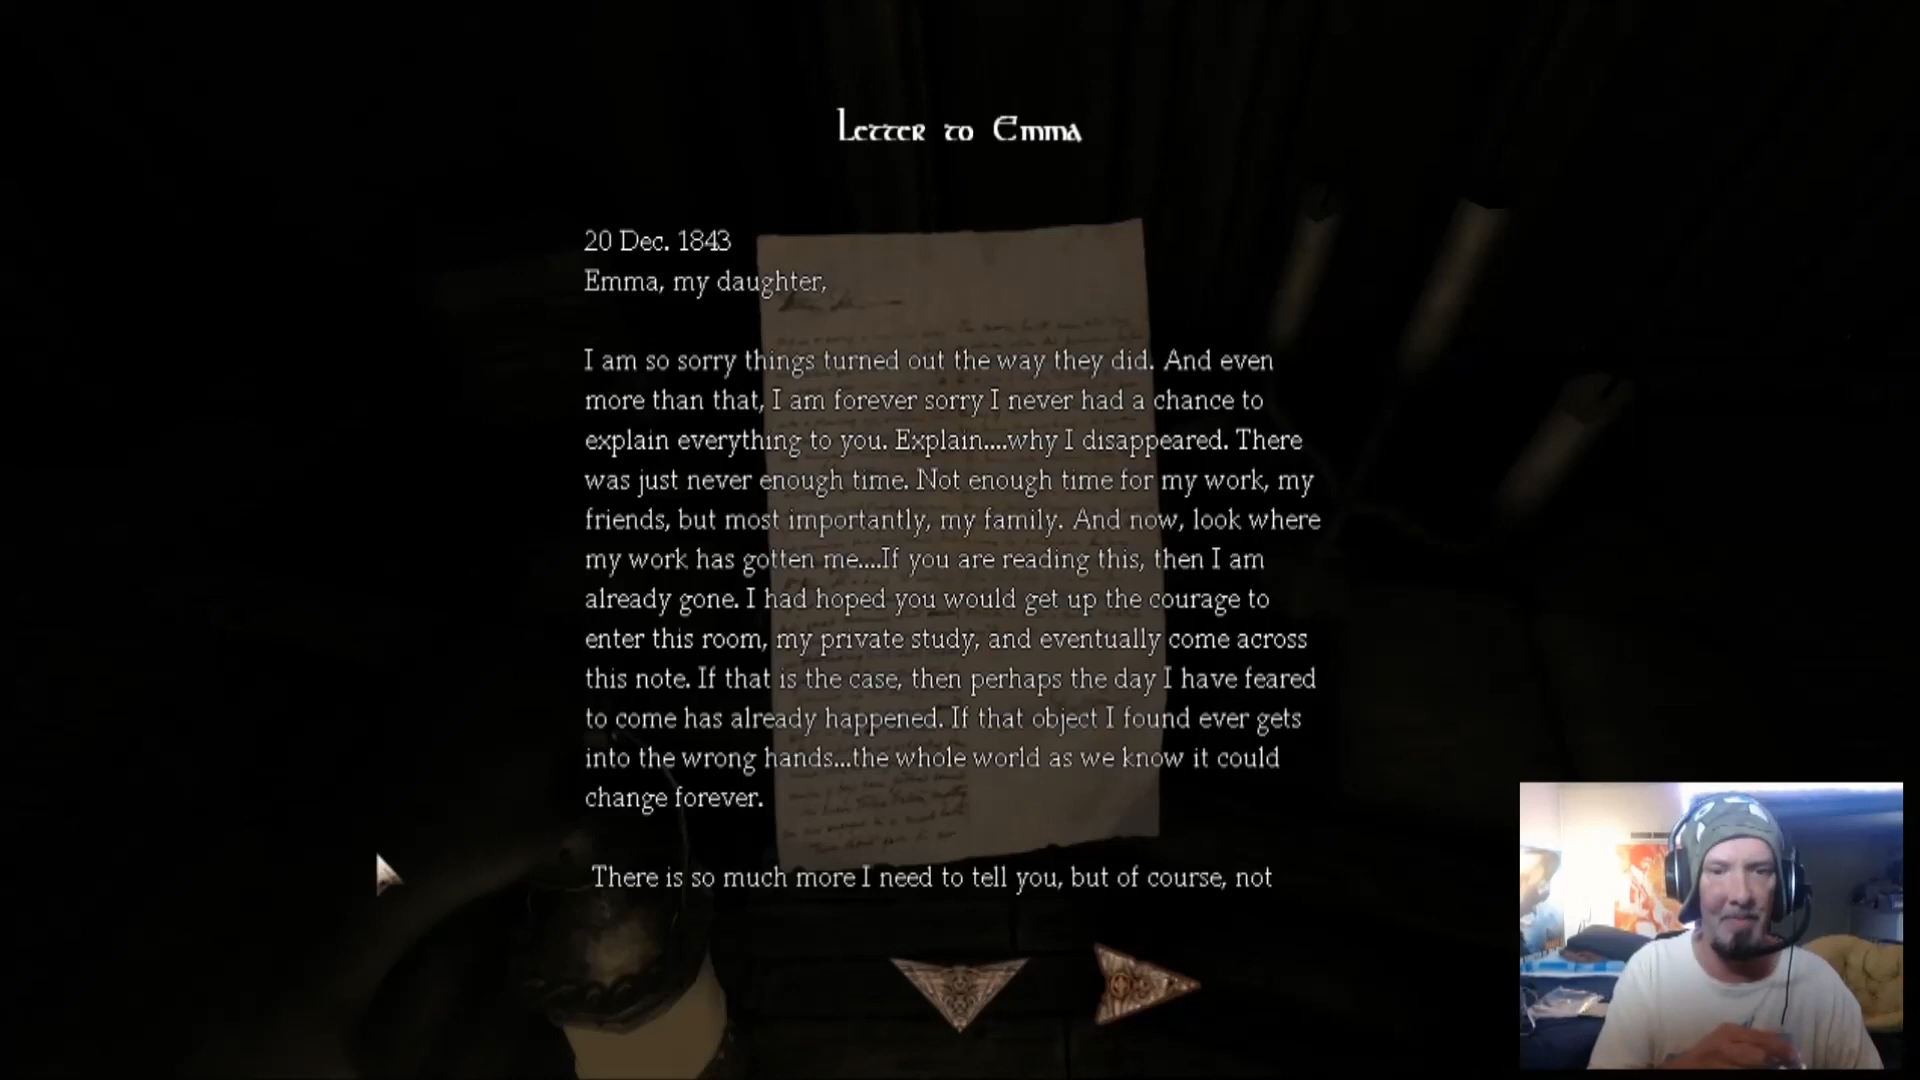 Letter to Emma
20 Dec. 1843
Emma, my daughter,
I am so sorry things turned out the way they did. And even
more than that, I am forever sorry I never had a chance to
explain everything to you. Explain....why I disappeared. There
was just never enough time. Not enough time for my work, my
friends, but most importantly, my family. And now, look where
my work has gotten me....If you are reading this, then I am
already gone. I had hoped you would get up the courage to
enter this room, my private study, and eventually come across
this note. If that is the case, then perhaps the day I have feared
to come has already happened. If that object I found ever gets
into the wrong hands...the whole world as we know it could
change forever.
There is so much more I need to tell you, but of course, not